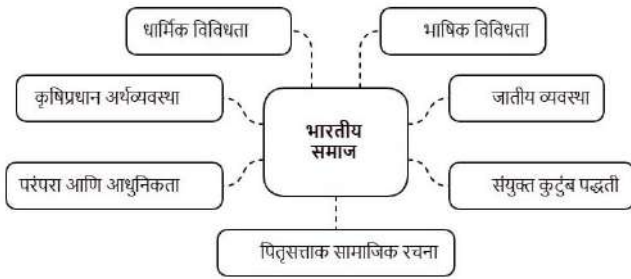 धार्मिक विविधता
भाषिक विविधता
कृषिप्रधान अर्थव्यवस्था
जातीय व्यवस्था
भारतीय
समाज
परंपरा आणि आधुनिकता
संयुक्त कुटुंब पद्धती
पितृसत्ताक सामाजिक रचना